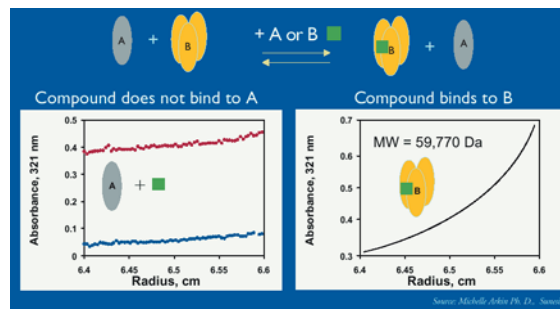 A + B + A or B B + A
Compound does not bind to A
Compound binds to B
Absorbance, 321 nm
0.5
0.4
0.3
0.2
0.1
0
A +
6.4 6.45 6.5 6.55 6.6
Radius, cm
Absorbance, 321 nm
0.7
0.6
0.5
0.3
MW = 59,770 Da
B
6.4 6.45 6.5 6.55 6.6
Radius, cm
Source: Michelle Arkin Ph. D.,